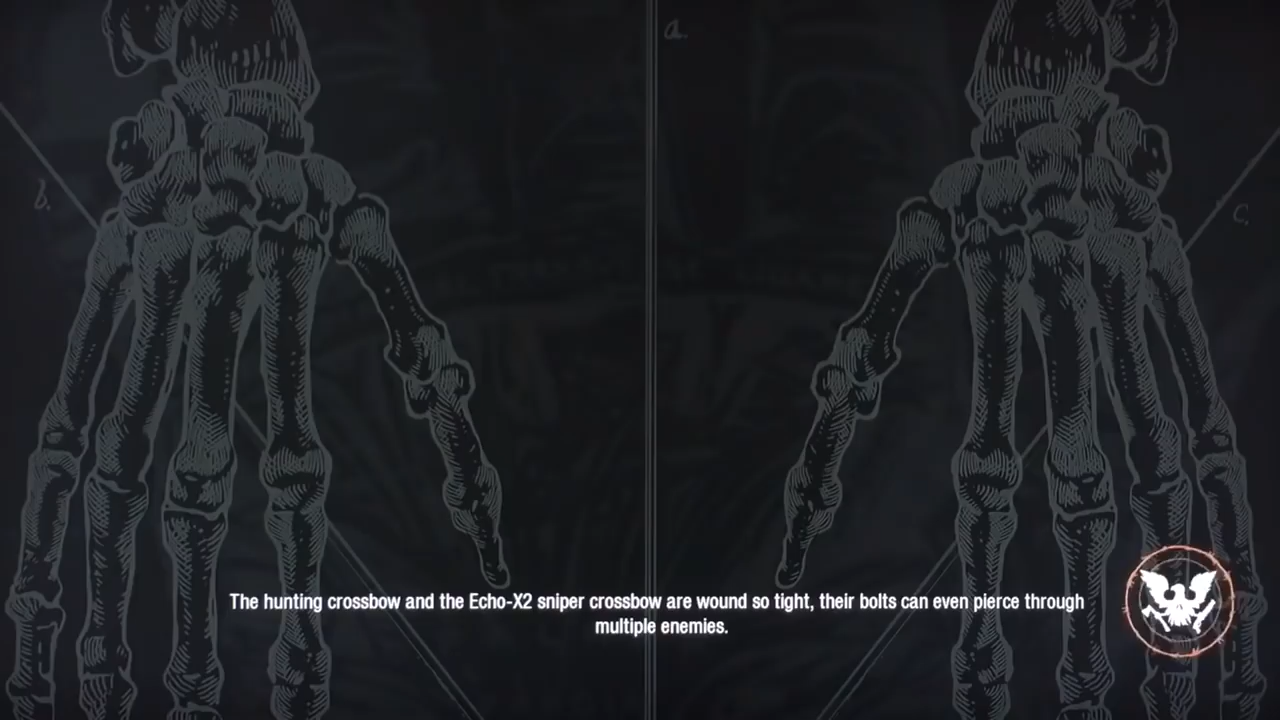 a.
b.
c.
The hunting crossbow and the Echo-X2 sniper crossbow are wound so tight, their bolts can even pierce through
multiple enemies.